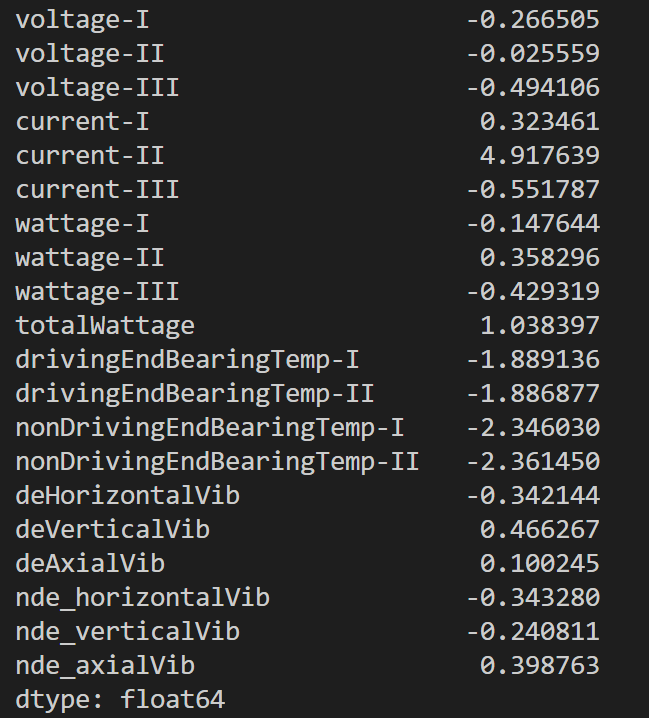 voltage-I -0.266505
voltage-II -0.025559
voltage-III -0.494106
current-I 0.323461
current-II 4.917639
current-III -0.551787
wattage-I -0.147644
wattage-II 0.358296
wattage-III -0.429319
totalWattage 1.038397
drivingEndBearingTemp-I -1.889136
drivingEndBearingTemp-II -1.886877
nonDrivingEndBearingTemp-I -2.346030
nonDrivingEndBearingTemp-II -2.361450
deHorizontalVib -0.342144
deVerticalVib 0.466267
deAxialVib 0.100245
nde_horizontalVib -0.343280
nde_verticalVib -0.240811
nde_axialVib 0.398763
dtype: float64